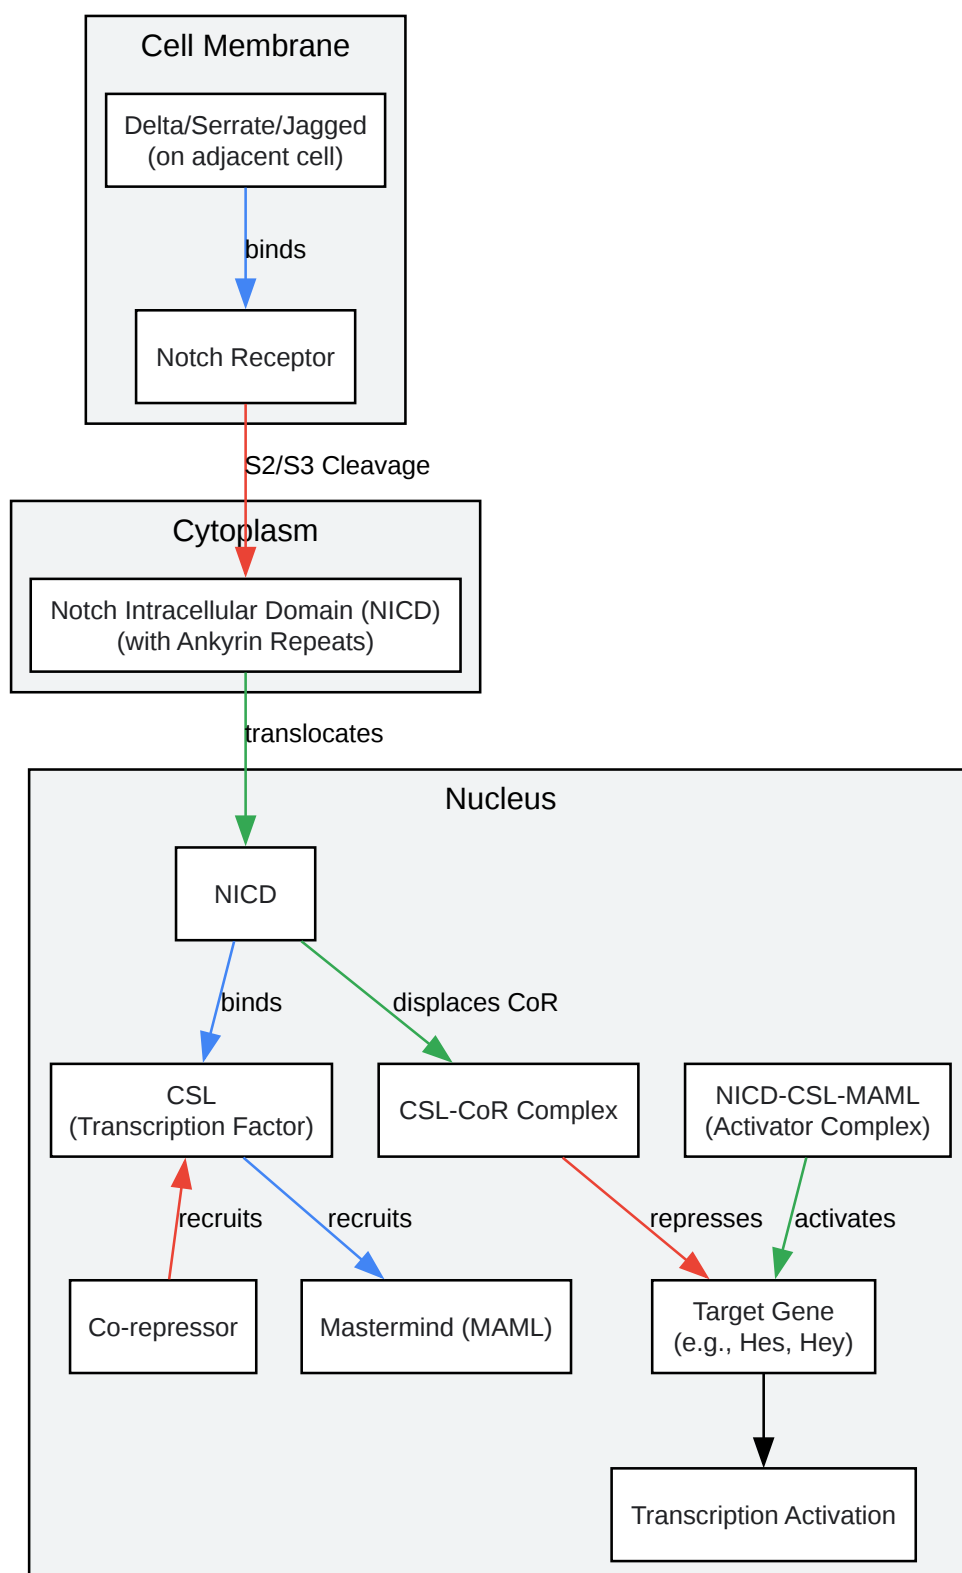 Cell Membrane
Delta/Serrate/Jagged
(on adjacent cell)
binds
Notch Receptor
S2/S3 Cleavage
Cytoplasm
Notch Intracellular Domain (NICD)
(with Ankyrin Repeats)
translocates
Nucleus
NICD
binds
displaces CoR
CSL
(Transcription Factor)
CSL-CoR Complex
NICD-CSL-MAML
(Activator Complex)
recruits
recruits
represses
activates
Co-repressor
Mastermind (MAML)
Target Gene
(e.g., Hes, Hey)
Transcription Activation